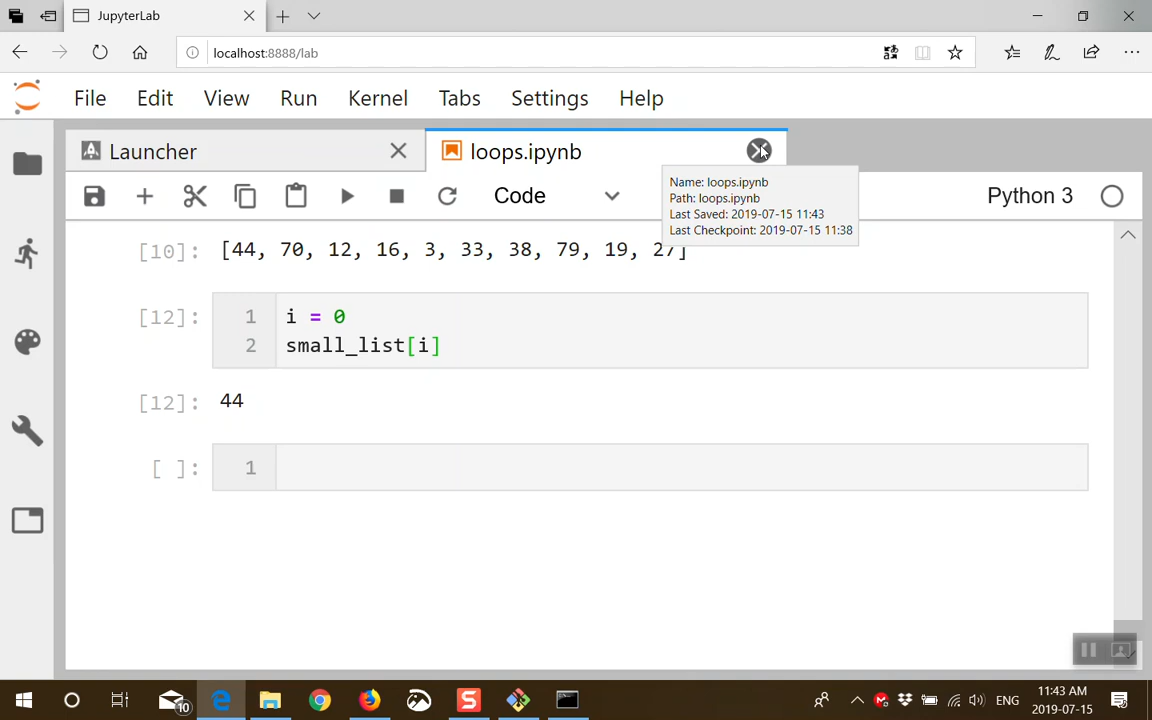 JupyterLab
localhost:8888/lab
File Edit View Run Kernel Tabs Settings Help
Launcher
loops.ipynb
Name: loops.ipynb
Path: loops.ipynb
Last Saved: 2019-07-15 11:43
Last Checkpoint: 2019-07-15 11:38
Code
Python 3
[10]: [44, 70, 12, 16, 3, 33, 38, 79, 19, 27]
[12]: 1 i = 0
2 small_list[i]
[12]: 44
[ ]: 1
10
ENG
11:43 AM
2019-07-15